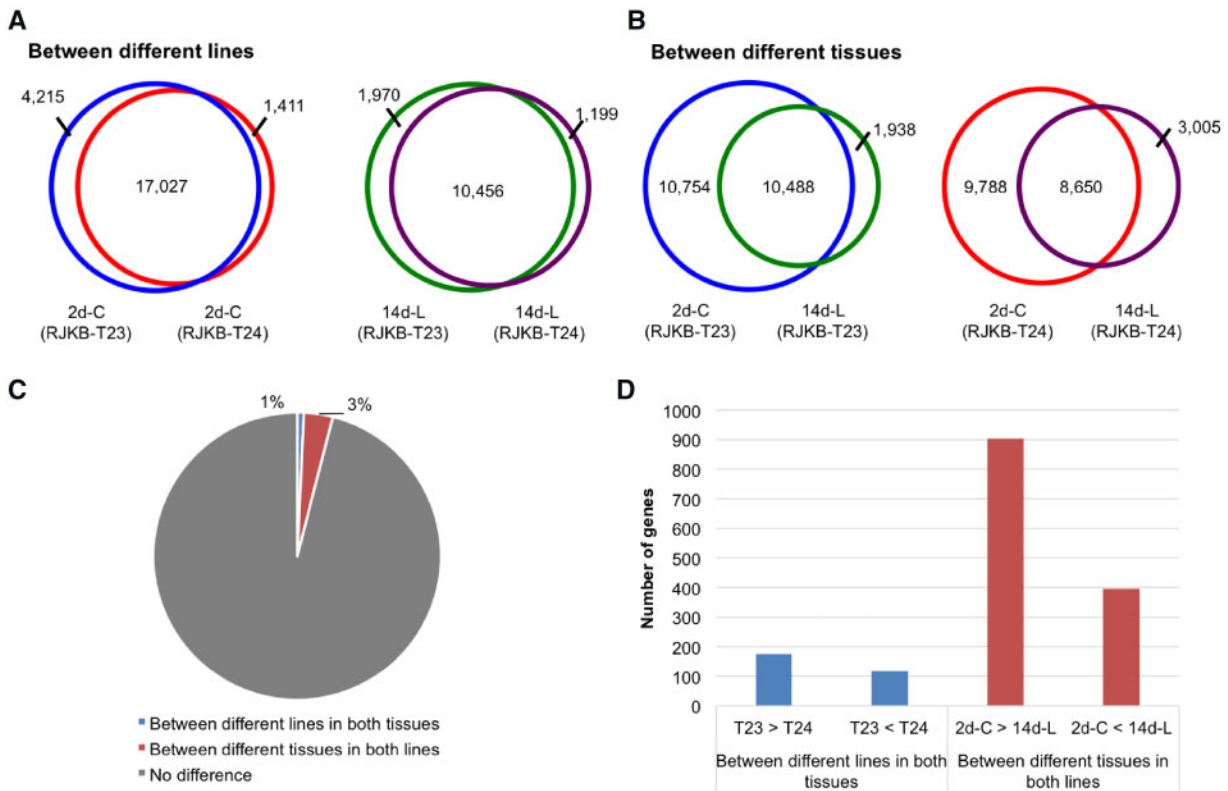 A
Between different lines
4,215
1,411
17,027
2d-C
(RJKB-T23)
2d-C
(RJKB-T24)
1,970
1,199
10,456
14d-L
(RJKB-T23)
14d-L
(RJKB-T24)
B
Between different tissues
10,754
10,488
1,938
2d-C
(RJKB-T23)
14d-L
(RJKB-T23)
9,788
8,650
3,005
2d-C
(RJKB-T24)
14d-L
(RJKB-T24)
C
1%
3%
Between different lines in both tissues
Between different tissues in both lines
No difference
D
Number of genes
1000
900
800
700
600
500
400
300
200
100
0
T23 > T24
T23 < T24
2d-C > 14d-L
2d-C < 14d-L
Between different lines in both
tissues
Between different tissues in
both lines